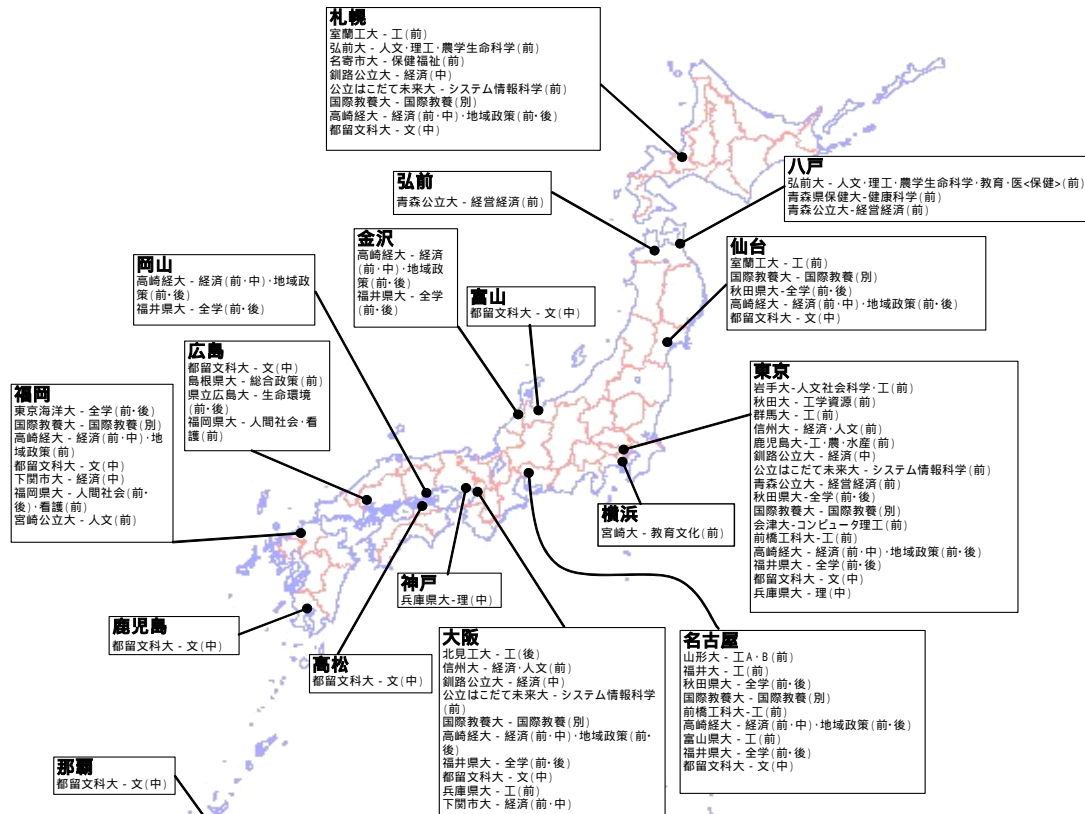 札幌
室蘭工大 - 工(前)
弘前大 - 人文･理工･農学生命科学(前)
名寄市大 - 保健福祉(前)
釧路公立大 - 経済(中)
公立はこだて未来大 - システム情報科学(前)
国際教養大 - 国際教養(別)
高崎経大 - 経済(前･中)･地域政策(前･後)
都留文科大 - 文(中)
弘前
青森公立大 - 経営経済(前)
八戸
弘前大 - 人文･理工･農学生命科学･教育･医<保健>(前)
青森県保健大-健康科学(前)
青森公立大-経営経済(前)
仙台
室蘭工大 - 工(前)
国際教養大 - 国際教養(別)
秋田県大-全学(前･後)
高崎経大 - 経済(前･中)･地域政策(前･後)
都留文科大 - 文(中)
金沢
高崎経大 - 経済
(前･中)･地域政
策(前･後)
福井県大 - 全学
(前･後)
富山
都留文科大 - 文(中)
岡山
高崎経大 - 経済(前･中)･地域政
策(前･後)
福井県大 - 全学(前･後)
広島
都留文科大 - 文(中)
島根県大 - 総合政策(前)
県立広島大 - 生命環境
(前･後)
福岡県大 - 人間社会･看
護(前)
福岡
東京海洋大 - 全学(前･後)
国際教養大 - 国際教養(別)
高崎経大 - 経済(前･中)･地
域政策(前)
都留文科大 - 文(中)
下関市大 - 経済(中)
福岡県大 - 人間社会(前･
後)･看護(前)
宮崎公立大 - 人文(前)
東京
岩手大-人文社会科学･工(前)
秋田大 - 工学資源(前)
群馬大 - 工(前)
信州大 - 経済･人文(前)
鹿児島大-工･農･水産(前)
釧路公立大 - 経済(中)
公立はこだて未来大 - システム情報科学(前)
青森公立大 - 経営経済(前)
秋田県大-全学(前･後)
国際教養大 - 国際教養(別)
会津大-コンピュータ理工(前)
前橋工科大-工(前)
高崎経大 - 経済(前･中)･地域政策(前･後)
福井県大 - 全学(前･後)
都留文科大 - 文(中)
兵庫県大 - 理(中)
横浜
宮崎大 - 教育文化(前)
神戸
兵庫県大-理(中)
鹿児島
都留文科大 - 文(中)
高松
都留文科大 - 文(中)
大阪
北見工大 - 工(後)
信州大 - 経済･人文(前)
釧路公立大 - 経済(中)
公立はこだて未来大 - システム情報科学
(前)
国際教養大 - 国際教養(別)
高崎経大 - 経済(前･中)･地域政策(前･
後)
福井県大 - 全学(前･後)
都留文科大 - 文(中)
兵庫県大 - 工(前)
下関市大 - 経済(前･中)
名古屋
山形大 - 工A･B(前)
福井大 - 工(前)
秋田県大 - 全学(前･後)
国際教養大 - 国際教養(別)
前橋工科大-工(前)
高崎経大 - 経済(前･中)･地域政策(前･後)
富山県大 - 工(前)
福井県大 - 全学(前･後)
都留文科大 - 文(中)
那覇
都留文科大 - 文(中)